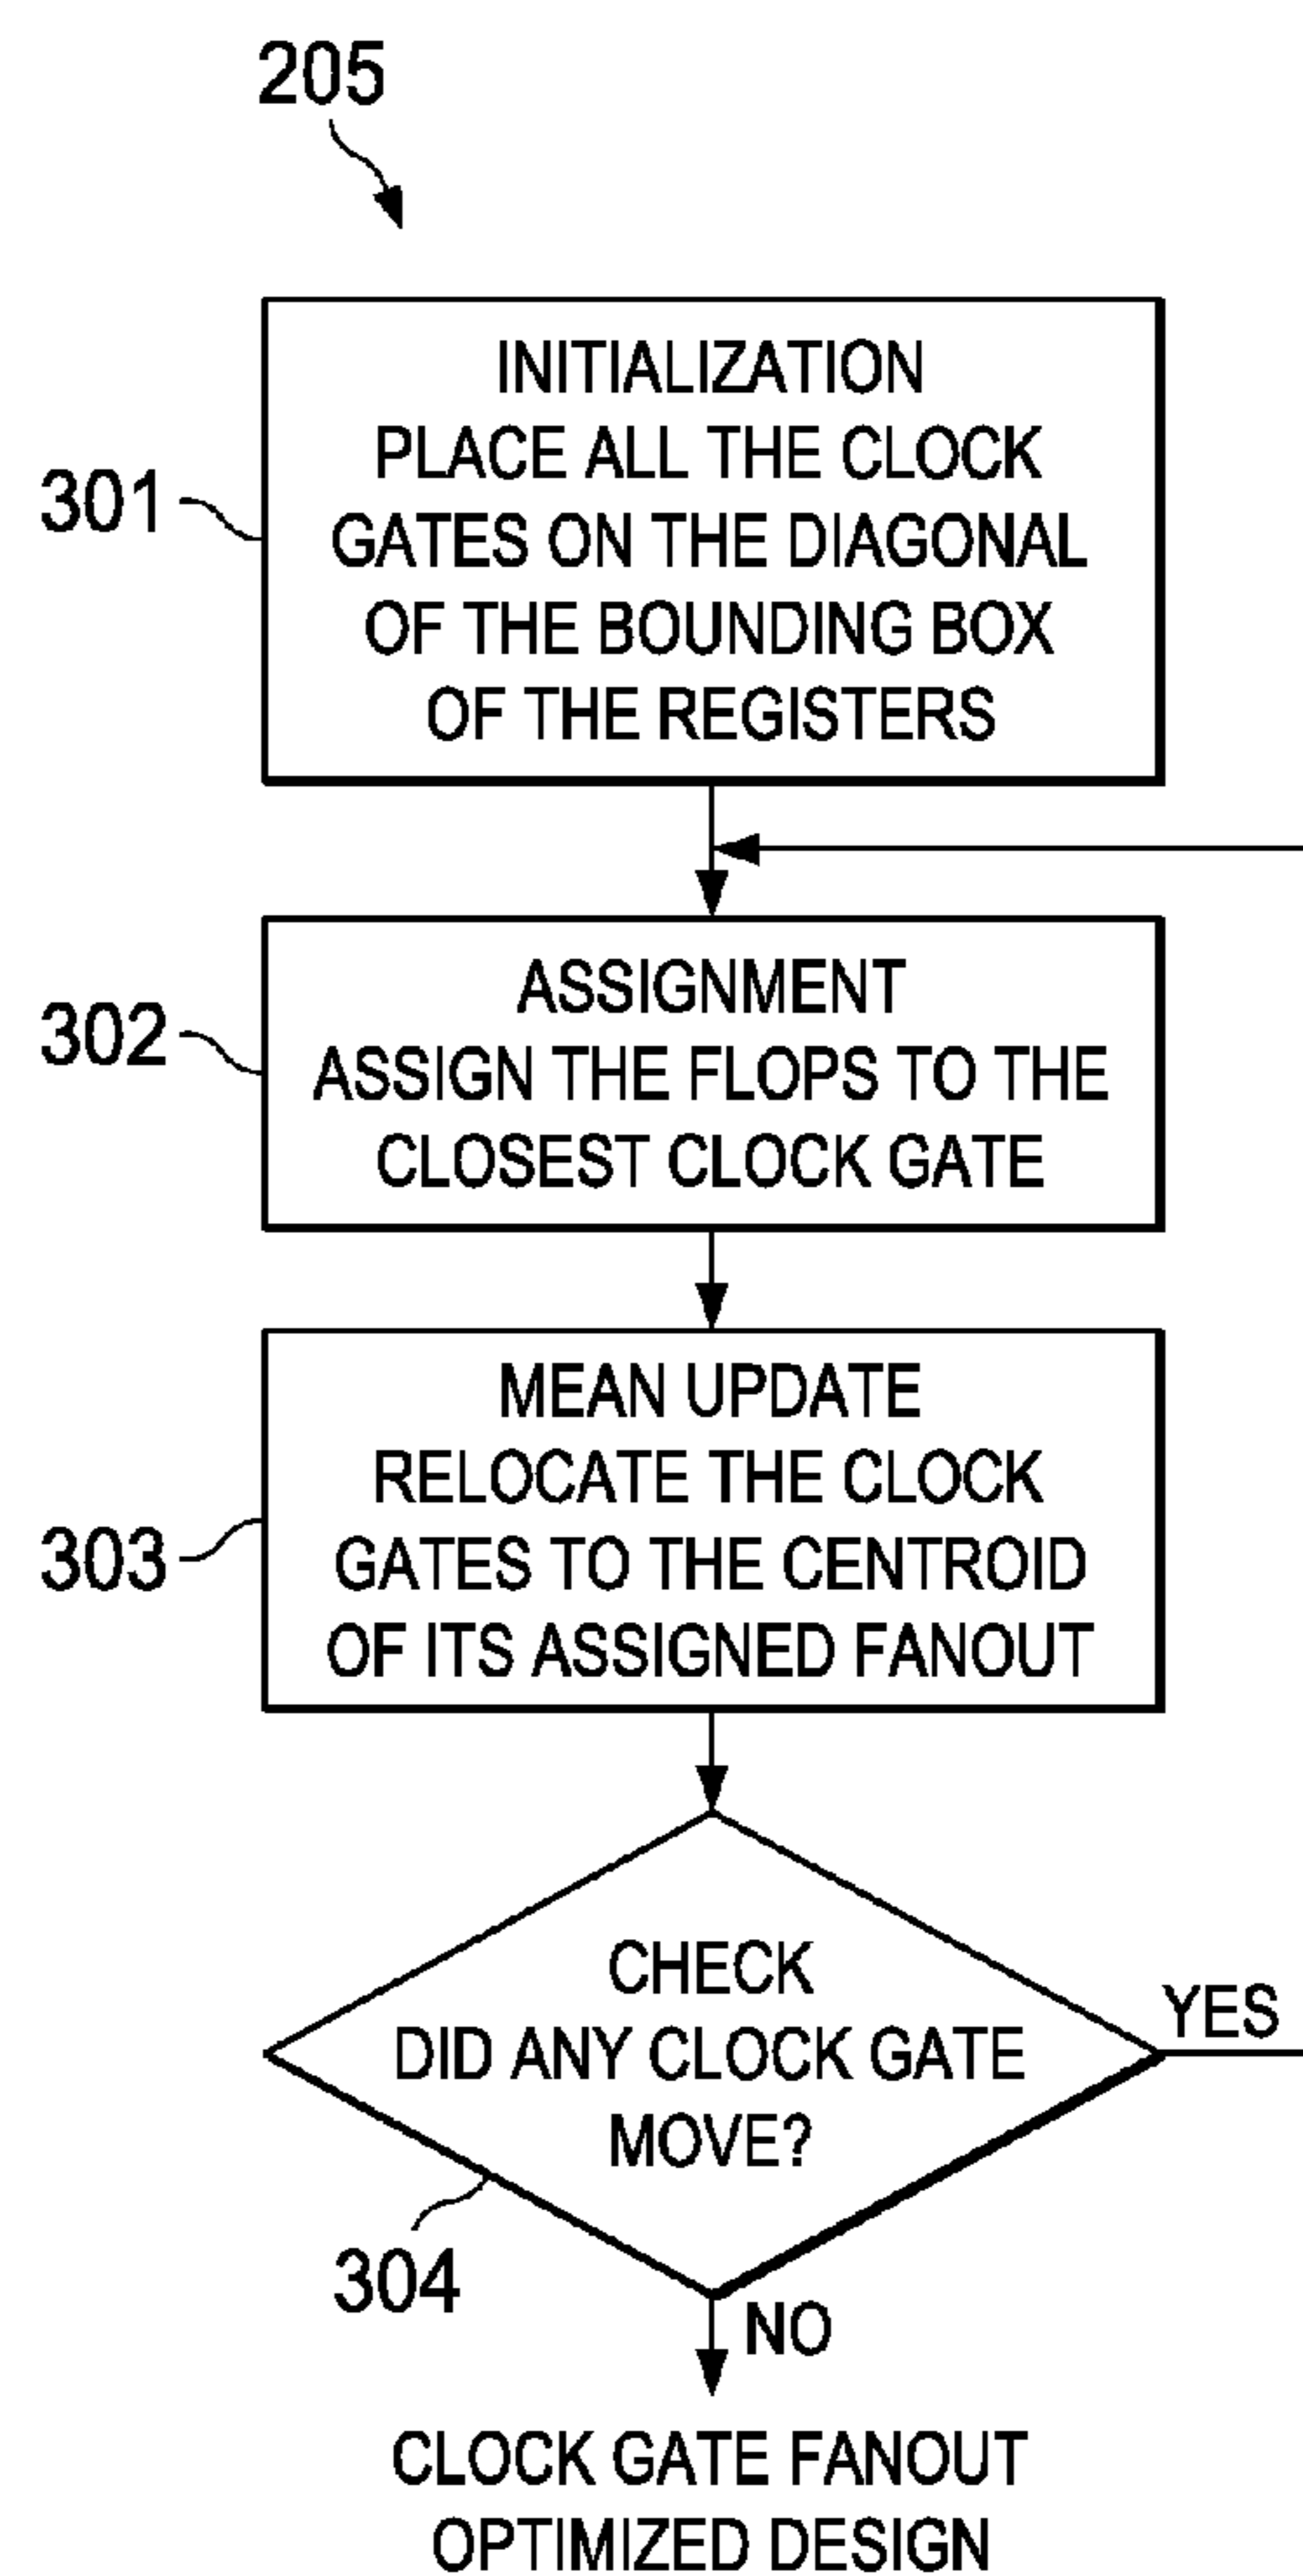 205
301
INITIALIZATION
PLACE ALL THE CLOCK
GATES ON THE DIAGONAL
OF THE BOUNDING BOX
OF THE REGISTERS
302
ASSIGNMENT
ASSIGN THE FLOPS TO THE
CLOSEST CLOCK GATE
303
MEAN UPDATE
RELOCATE THE CLOCK
GATES TO THE CENTROID
OF ITS ASSIGNED FANOUT
CHECK
DID ANY CLOCK GATE
MOVE?
YES
304
NO
CLOCK GATE FANOUT
OPTIMIZED DESIGN